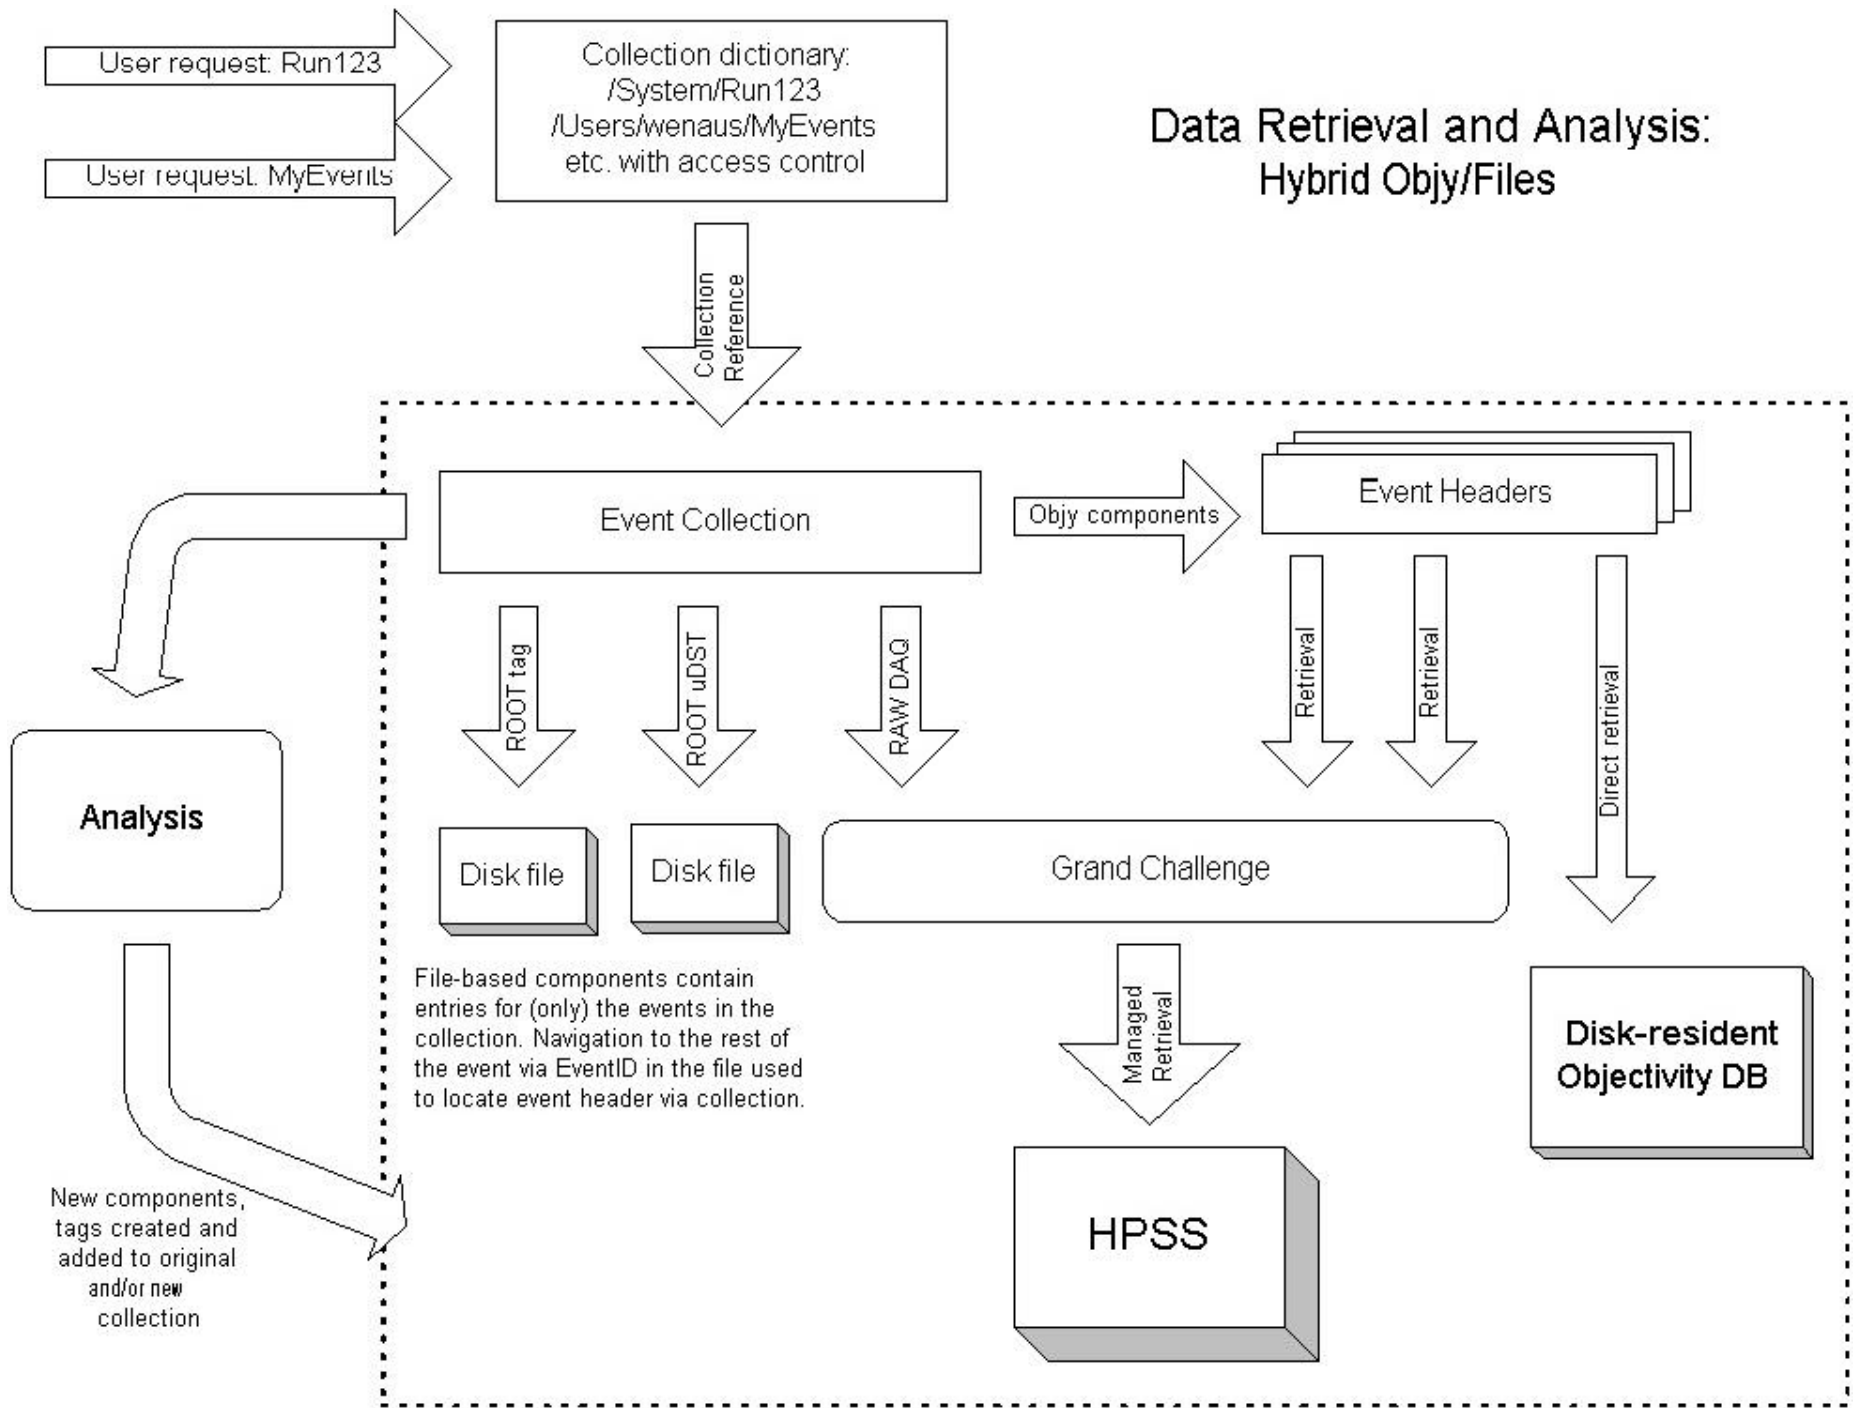 User request: Run123
User request: MyEvents
Collection dictionary:
/System/Run123
/Users/wenaus/MyEvents
etc. with access control
Data Retrieval and Analysis:
Hybrid Objy/Files
Collection
Reference
Event Collection
Objy components
Event Headers
ROOT tag
ROOT uDST
RAW DAQ
Retrieval
Retrieval
Direct retrieval
Analysis
Disk file
Disk file
Grand Challenge
File-based components contain
entries for (only) the events in the
collection. Navigation to the rest of
the event via EventID in the file used
to locate event header via collection.
Managed
Retrieval
Disk-resident
Objectivity DB
HPSS
New components,
tags created and
added to original
and/or new
collection